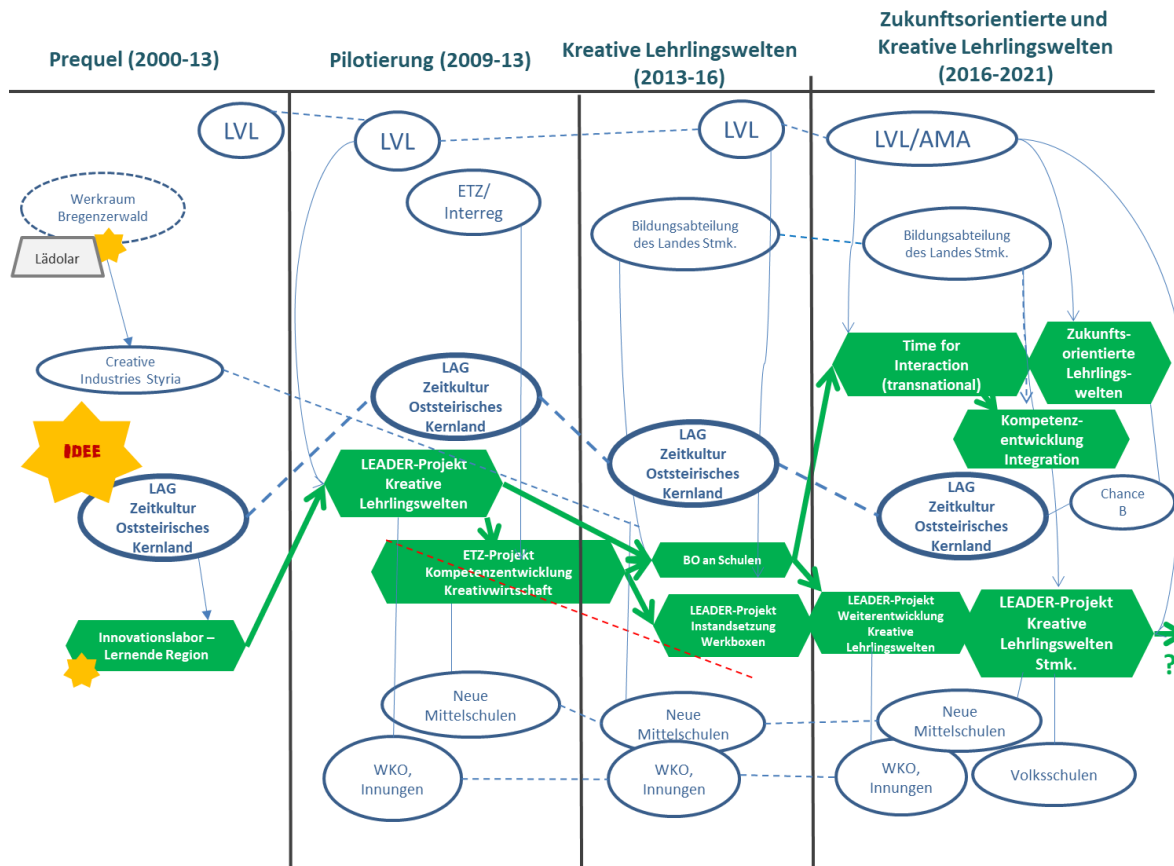 Prequel (2000-13)
Pilotierung (2009-13)
Kreative Lehrlingswelten
(2013-16)
Zukunftsorientierte und
Kreative Lehrlingswelten
(2016-2021)
LVL
LVL
LVL
LVL/AMA
Werkraum
Bregenzerwald
Lädolar
ETZ/
Interreg
Bildungsabteilung
des Landes Stmk.
Bildungsabteilung
des Landes Stmk.
Creative
Industries Styria
Time for
Interaction
(transnational)
Zukunfts-
orientierte
Lehrlings-
welten
LAG
Zeitkultur
Oststeirisches
Kernland
IDEE
LAG
Zeitkultur
Oststeirisches
Kernland
Kompetenz-
entwicklung
Integration
LAG
Zeitkultur
Oststeirisches
Kernland
LEADER-Projekt
Kreative
Lehrlingswelten
LAG
Zeitkultur
Oststeirisches
Kernland
Chance
B
ETZ-Projekt
Kompetenzentwicklung
Kreativwirtschaft
BO an Schulen
Innovationslabor –
Lernende Region
LEADER-Projekt
Instandsetzung
Werkboxen
LEADER-Projekt
Weiterentwicklung
Kreative
Lehrlingswelten
LEADER-Projekt
Kreative
Lehrlingswelten
Stmk.
?
Neue
Mittelschulen
Neue
Mittelschulen
Neue
Mittelschulen
WKO,
Innungen
WKO,
Innungen
WKO,
Innungen
Volksschulen